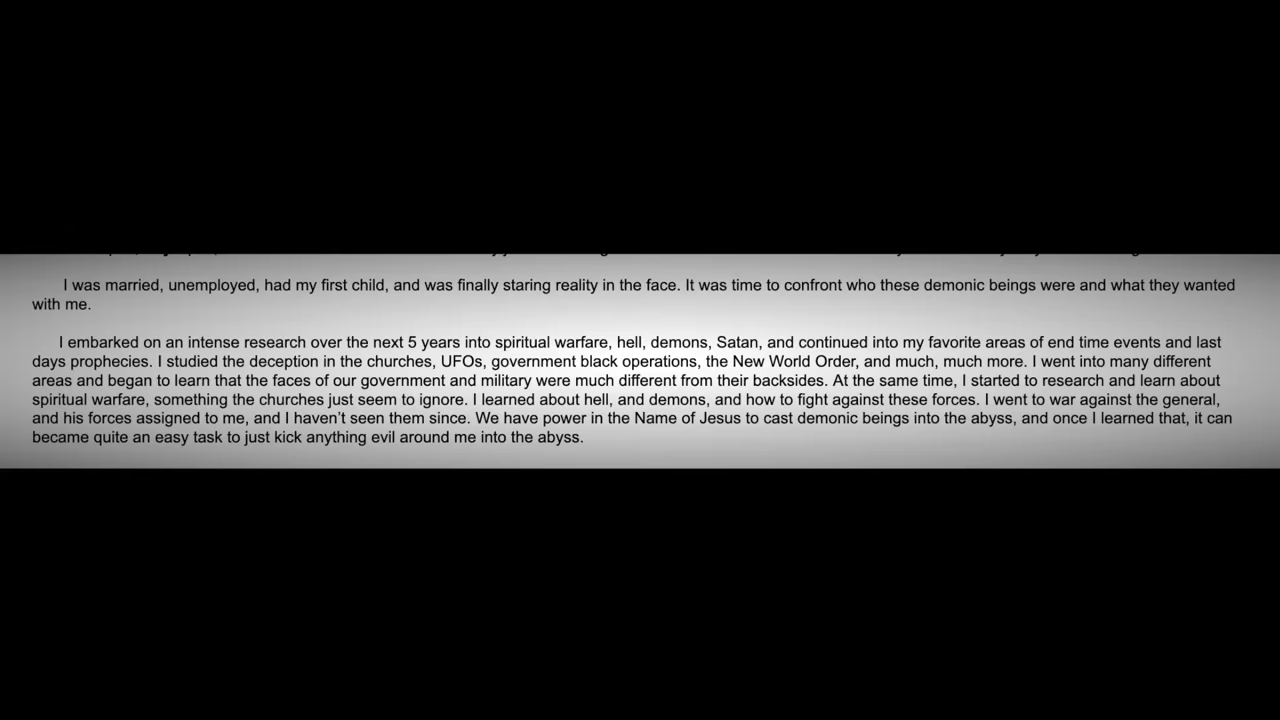 I was married, unemployed, had my first child, and was finally staring reality in the face. It was time to confront who these demonic beings were and what they wanted
with me.
I embarked on an intense research over the next 5 years into spiritual warfare, hell, demons, Satan, and continued into my favorite areas of end time events and last
days prophecies. I studied the deception in the churches, UFOs, government black operations, the New World Order, and much, much more. I went into many different
areas and began to learn that the faces of our government and military were much different from their backsides. At the same time, I started to research and learn about
spiritual warfare, something the churches just seem to ignore. I learned about hell, and demons, and how to fight against these forces. I went to war against the general,
and his forces assigned to me, and I haven’t seen them since. We have power in the Name of Jesus to cast demonic beings into the abyss, and once I learned that, it can
became quite an easy task to just kick anything evil around me into the abyss.